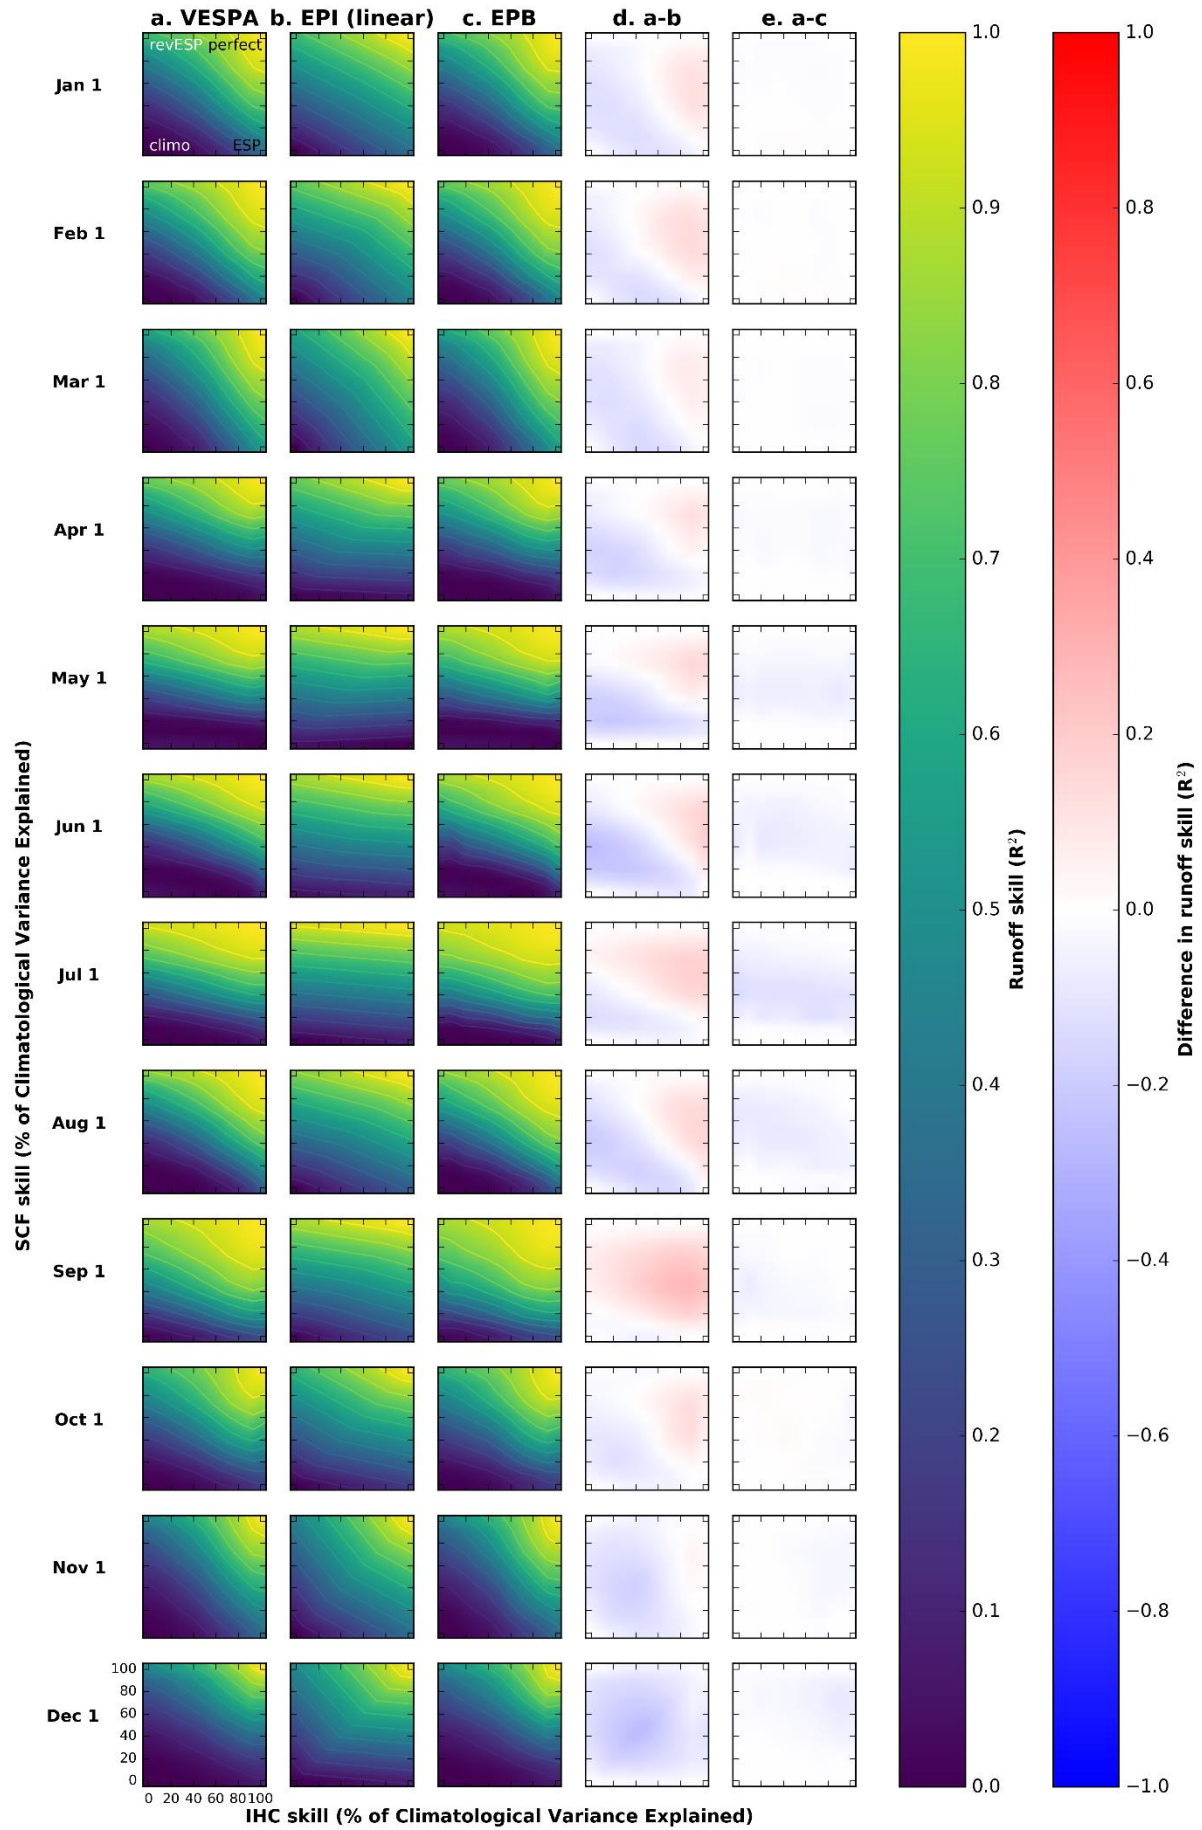 a. VESPA b. EPI (linear) c. EPB d. a-b e. a-c
revESP perfect
climo ESP
Jan 1
Feb 1
Mar 1
Apr 1
May 1
Jun 1
Jul 1
Aug 1
Sep 1
Oct 1
Nov 1
Dec 1
100
80
60
40
20
0
0 20 40 60 80 100
IHC skill (% of Climatological Variance Explained)
SCF skill (% of Climatological Variance Explained)
1.0
0.9
0.8
0.7
0.6
0.5
0.4
0.3
0.2
0.1
0.0
Runoff skill (R²)
1.0
0.8
0.6
0.4
0.2
0.0
−0.2
−0.4
−0.6
−0.8
−1.0
Difference in runoff skill (R²)